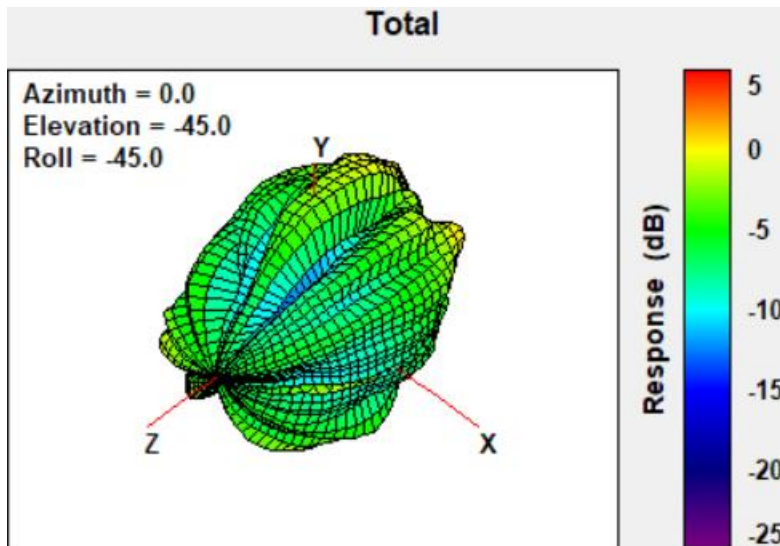 Total
Azimuth = 0.0
Elevation = -45.0
Roll = -45.0
Y
Z
X
5
0
-5
-10
-15
-20
-25
Response (dB)